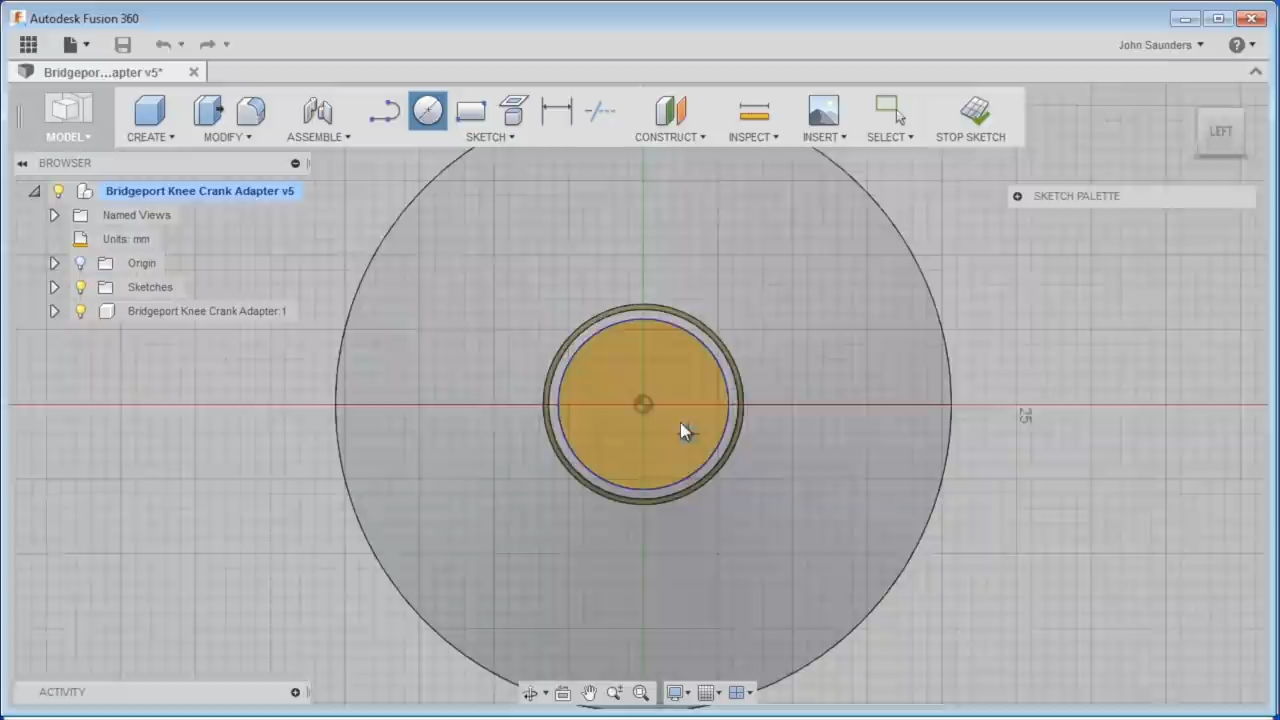 Autodesk Fusion 360
John Saunders
Bridgepor...apter v5*
MODEL
CREATE
MODIFY
ASSEMBLE
SKETCH
CONSTRUCT
INSPECT
INSERT
SELECT
STOP SKETCH
LEFT
BROWSER
Bridgeport Knee Crank Adapter v5
SKETCH PALETTE
Named Views
Units: mm
Origin
Sketches
Bridgeport Knee Crank Adapter:1
25
ACTIVITY